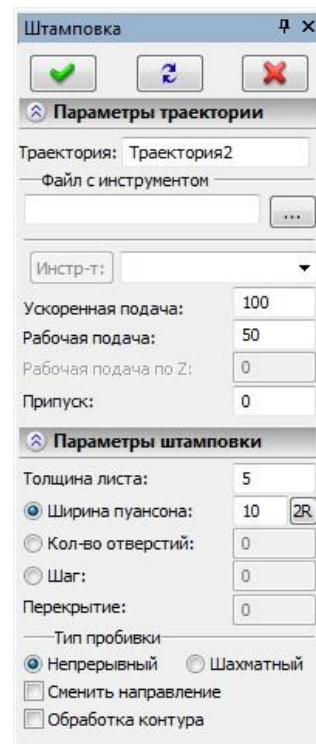 Штамповка
Параметры траектории
Траектория: Траектория2
Файл с инструментом
...
Инстр-т:
Ускоренная подача: 100
Рабочая подача: 50
Рабочая подача по Z: 0
Припуск: 0
Параметры штамповки
Толщина листа: 5
Ширина пуансона: 10 2R
Кол-во отверстий: 0
Шаг: 0
Перекрытие: 0
Тип пробивки
Непрерывный Шахматный
Сменить направление
Обработка контура